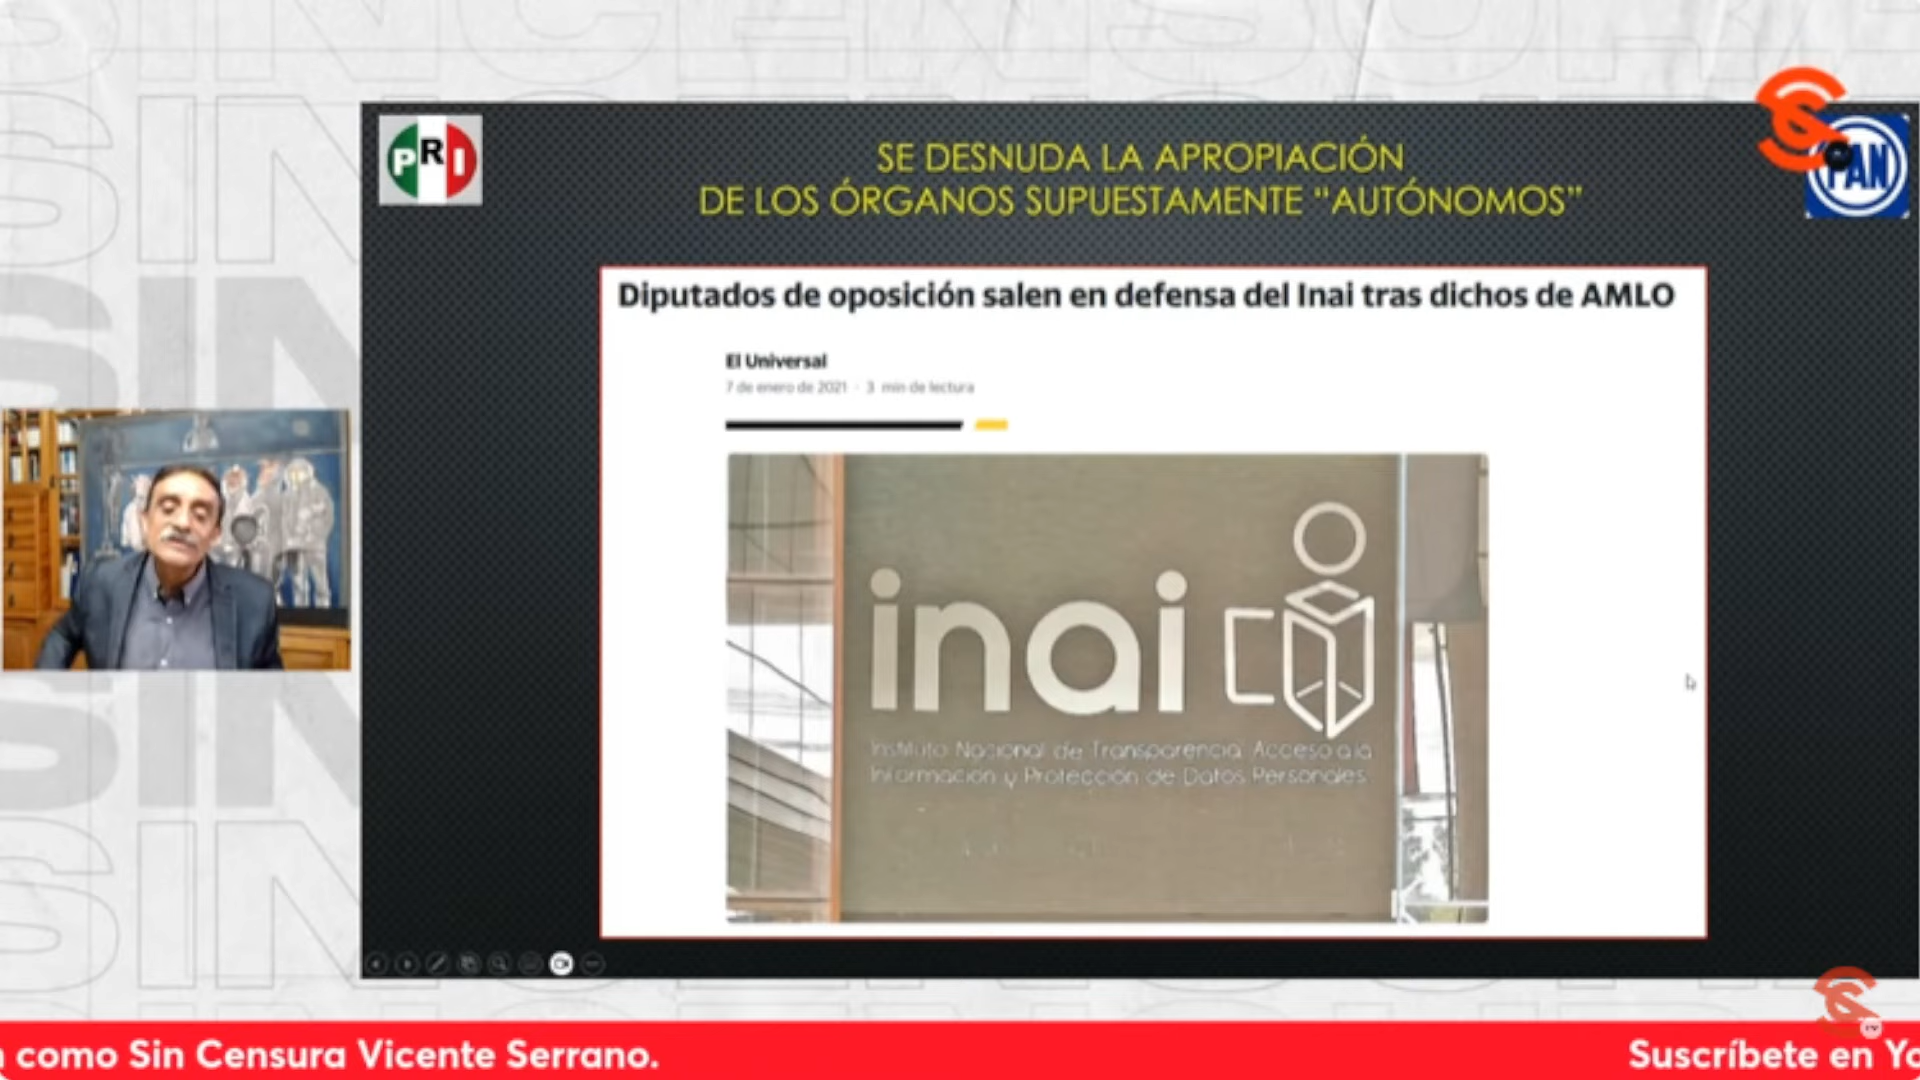 SIN CENSURA
PRI
PAN
SE DESNUDA LA APROPIACIÓN
DE LOS ÓRGANOS SUPUESTAMENTE “AUTÓNOMOS”
Diputados de oposición salen en defensa del Inai tras dichos de AMLO
El Universal
7 de enero de 2021 · 3 min de lectura
inai
Instituto Nacional de Transparencia, Acceso a la
Información y Protección de Datos Personales
como Sin Censura Vicente Serrano.
Suscríbete en Yo